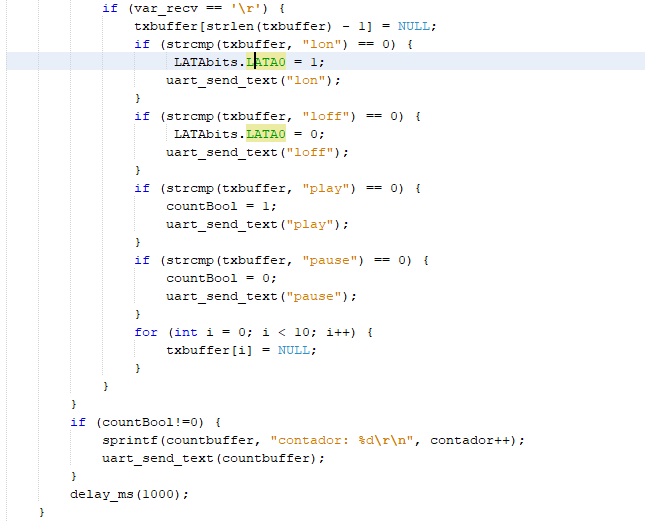 if (var_recv == '\r') {
txbuffer[strlen(txbuffer) - 1] = NULL;
if (strcmp(txbuffer, "lon") == 0) {
LATAbits.LATA0 = 1;
uart_send_text("lon");
}
if (strcmp(txbuffer, "loff") == 0) {
LATAbits.LATA0 = 0;
uart_send_text("loff");
}
if (strcmp(txbuffer, "play") == 0) {
countBool = 1;
uart_send_text("play");
}
if (strcmp(txbuffer, "pause") == 0) {
countBool = 0;
uart_send_text("pause");
}
for (int i = 0; i < 10; i++) {
txbuffer[i] = NULL;
}
}
}
if (countBool!=0) {
sprintf(countbuffer, "contador: %d\r\n", contador++);
uart_send_text(countbuffer);
}
delay_ms(1000);
}